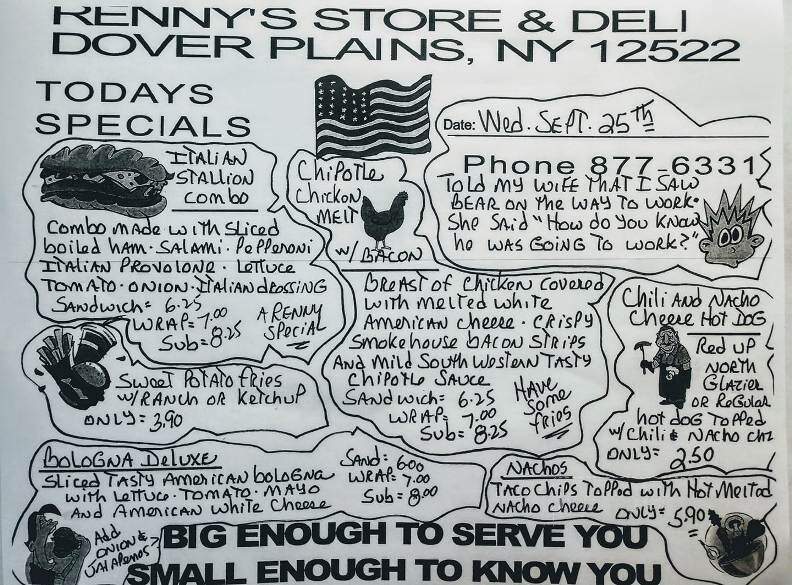 RENNY'S STORE & DELI
DOVER PLAINS, NY 12522
TODAYS
SPECIALS
Date: Wed. SEPT. 25th
Phone 877-6331
TOLD MY WIFE THAT I SAW
BEAR ON THE WAY TO WORK.
She SAID "HOW do YOU KNOW
he WAS GOING TO WORK?"
ITALIAN
STALLION
COMBO
COMBO MADE WITH SLICED
boiled HAM · SALAMI · PEPPERONI
ITALIAN PROVOLONE · LETTUCE
TOMATO · ONION · ITALIAN dRESSING
SANdWICH = 6.25
WRAP = 7.00
SUB = 8.25
A RENNY
SPECIAL
CHIPOTLE
CHICKEN
MELT
W/ BACON
BREAST OF CHICKEN COVERED
WITH MELTED WHITE
AMERICAN CHEESE · CRISPY
SMOKEHOUSE BACON STRIPS
AND MILD SOUTH WESTERN TASTY
CHIPOTLE SAUCE
SANDWICH = 6.25
WRAP = 7.00
SUB = 8.25
HAVE
SOME
FRIES
CHILI AND NACHO
CHEESE HOT DOG
RED UP
NORTH
GLAZIER
OR REGULAR
HOT DOG TOPPED
W/ CHILI & NACHO CHZ
ONLY = 2.50
SWEET POTATO FRIES
W/ RANCH OR KETCHUP
ONLY = 3.90
BOLOGNA DELUXE
SLICED TASTY AMERICAN BOLOGNA
WITH LETTUCE · TOMATO · MAYO
AND AMERICAN WHITE CHEESE
SAND = 6.00
WRAP = 7.00
SUB = 8.00
Add
ONION &
JALAPENOS
NACHOS
TACO CHIPS TOPPED WITH HOT MELTED
NACHO CHEESE ONLY = 5.90
BIG ENOUGH TO SERVE YOU
SMALL ENOUGH TO KNOW YOU